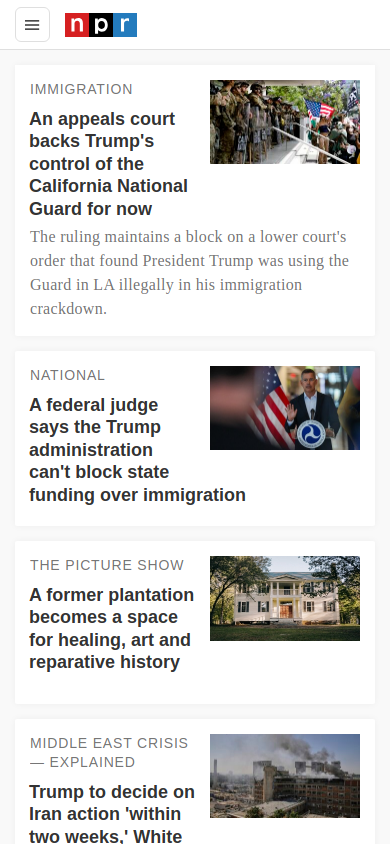 npr
IMMIGRATION
An appeals court
backs Trump's
control of the
California National
Guard for now
The ruling maintains a block on a lower court's
order that found President Trump was using the
Guard in LA illegally in his immigration
crackdown.
NATIONAL
A federal judge
says the Trump
administration
can't block state
funding over immigration
THE PICTURE SHOW
A former plantation
becomes a space
for healing, art and
reparative history
MIDDLE EAST CRISIS
— EXPLAINED
Trump to decide on
Iran action 'within
two weeks,' White